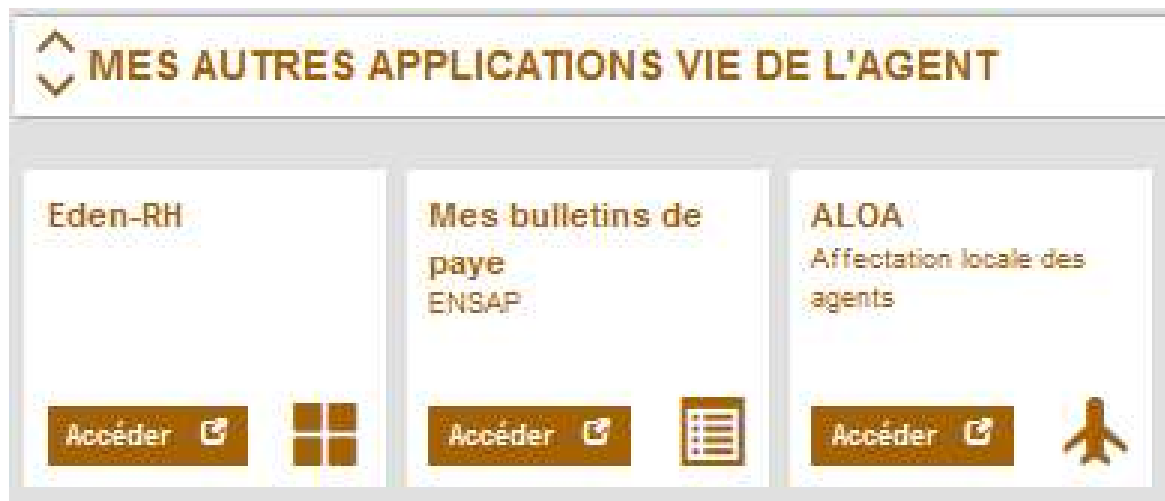 MES AUTRES APPLICATIONS VIE DE L'AGENT
Eden-RH
Mes bulletins de
paye
ENSAP
Accéder
Accéder
ALOA
Affectation locale des
agents
Accéder